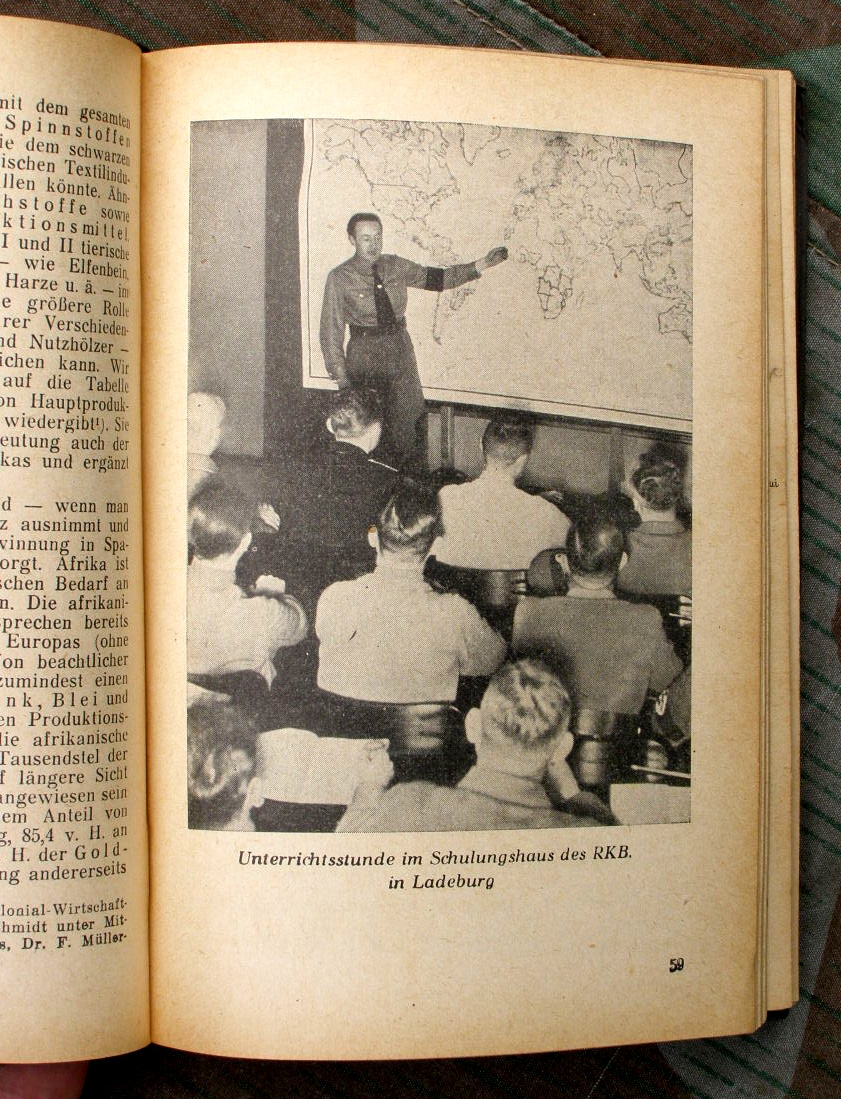 mit dem gesamten
Spinnstoffen
ie dem schwarzen
ischen Textilindu-
llen könnte. Ähn-
hstoffe sowie
ktionsmittel.
I und II tierische
— wie Elfenbein,
Harze u. ä. — im
e größere Rolle
rer Verschieden-
nd Nutzhölzer —
ichen kann. Wir
auf die Tabelle
on Hauptproduk-
wiedergibt¹). Sie
eutung auch der
kas und ergänzt
d — wenn man
z ausnimmt und
winnung in Spa-
orgt. Afrika ist
schen Bedarf an
n. Die afrikani-
sprechen bereits
Europas (ohne
on beachtlicher
zumindest einen
nk, Blei und
en Produktions-
die afrikanische
Tausendstel der
f längere Sicht
angewiesen sein
em Anteil von
g, 85,4 v. H. an
H. der Gold-
ng andererseits
lonial-Wirtschaft-
hmidt unter Mit-
s, Dr. F. Müller-
Unterrichtsstunde im Schulungshaus des RKB.
in Ladeburg
59